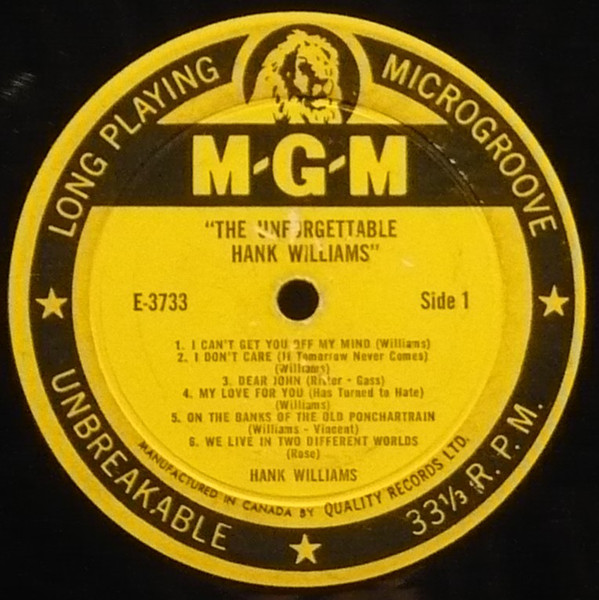 LONG PLAYING
MICROGROOVE
M-G-M
"THE UNFORGETTABLE
HANK WILLIAMS"
E-3733
Side 1
1. I CAN'T GET YOU OFF MY MIND (Williams)
2. I DON'T CARE (If Tomorrow Never Comes)
(Williams)
3. DEAR JOHN (Ritter - Gass)
4. MY LOVE FOR YOU (Has Turned to Hate)
(Williams)
5. ON THE BANKS OF THE OLD PONCHARTRAIN
(Williams - Vincent)
6. WE LIVE IN TWO DIFFERENT WORLDS
(Rose)
HANK WILLIAMS
MANUFACTURED IN CANADA BY QUALITY RECORDS LTD.
UNBREAKABLE
33⅓ R.P.M.